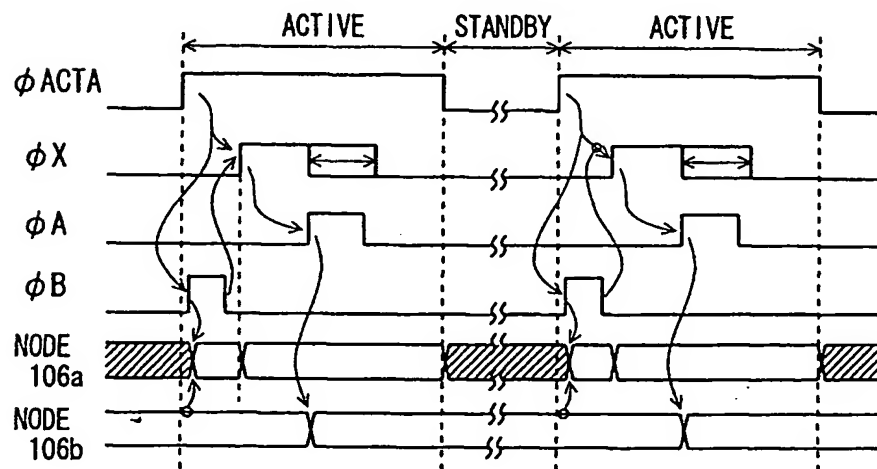 ACTIVE STANDBY ACTIVE
φACTA
φX
φA
φB
NODE
106a
NODE
106b